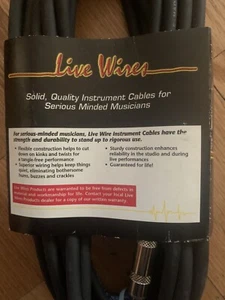 Live Wires
Solid, Quality Instrument Cables for
Serious Minded Musicians
For serious-minded musicians, Live Wire Instrument Cables have the
strength and durability to stand up to rigorous use.
• Flexible construction helps to cut
down on kinks and twists for
a tangle-free performance
• Superior wiring helps keep things
quiet, eliminating bothersome
hums, buzzes and crackles
• Sturdy construction enhances
reliability in the studio and during
live performances
• Guaranteed for life!
Live Wire Products are warranted to be free from defects in
material and workmanship for life. Contact your local Live
Wires Products dealer for a copy of our written warranty.